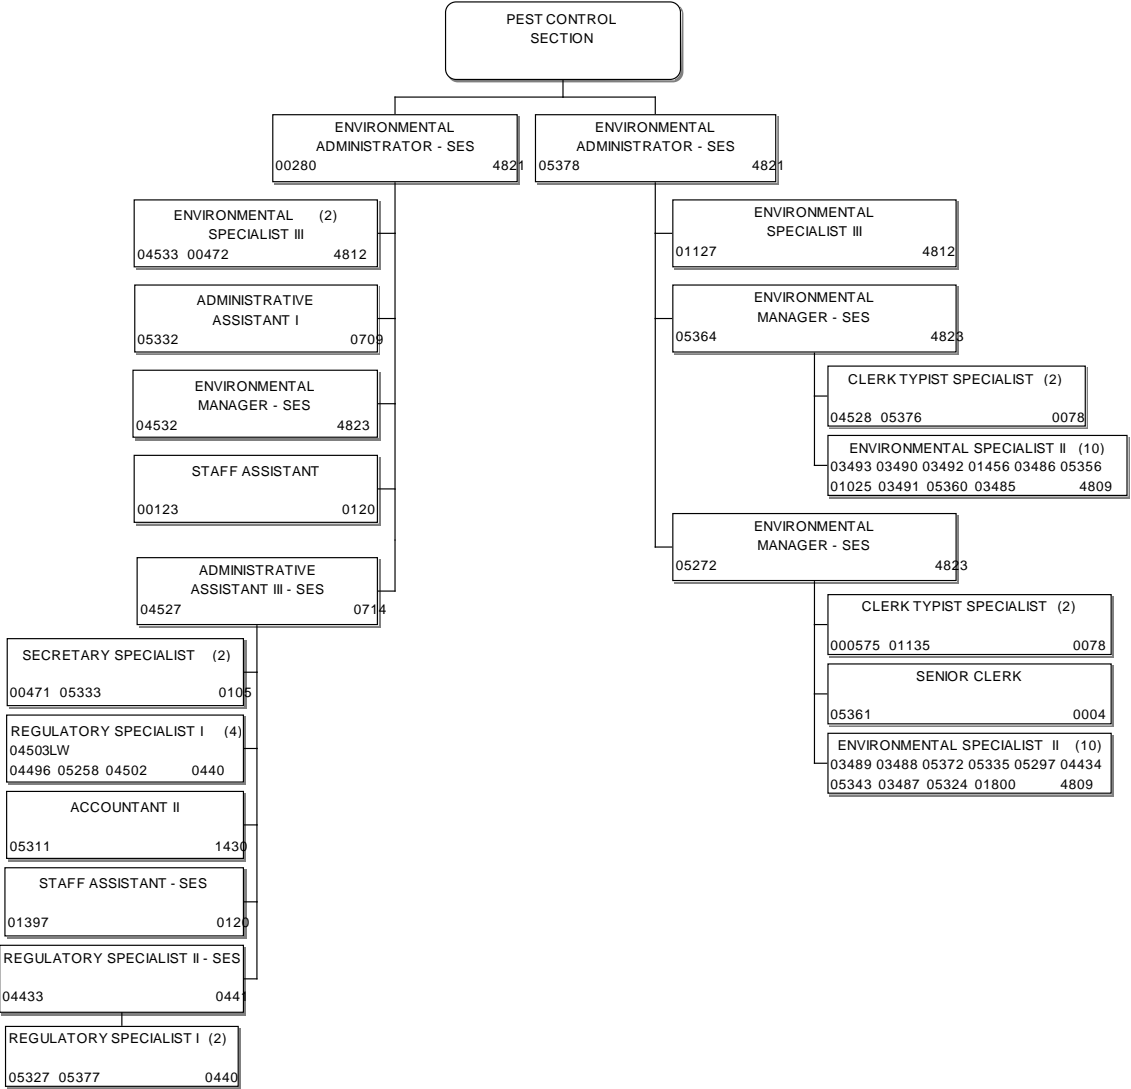 PEST CONTROL
SECTION
ENVIRONMENTAL
ADMINISTRATOR - SES
00280 4821
ENVIRONMENTAL
ADMINISTRATOR - SES
05378 4821
ENVIRONMENTAL (2)
SPECIALIST III
04533 00472 4812
ADMINISTRATIVE
ASSISTANT I
05332 0709
ENVIRONMENTAL
MANAGER - SES
04532 4823
STAFF ASSISTANT
00123 0120
ADMINISTRATIVE
ASSISTANT III - SES
04527 0714
SECRETARY SPECIALIST (2)
00471 05333 0105
REGULATORY SPECIALIST I (4)
04503LW
04496 05258 04502 0440
ACCOUNTANT II
05311 1430
STAFF ASSISTANT - SES
01397 0120
REGULATORY SPECIALIST II - SES
04433 0441
REGULATORY SPECIALIST I (2)
05327 05377 0440
ENVIRONMENTAL
SPECIALIST III
01127 4812
ENVIRONMENTAL
MANAGER - SES
05364 4823
CLERK TYPIST SPECIALIST (2)
04528 05376 0078
ENVIRONMENTAL SPECIALIST II (10)
03493 03490 03492 01456 03486 05356
01025 03491 05360 03485 4809
ENVIRONMENTAL
MANAGER - SES
05272 4823
CLERK TYPIST SPECIALIST (2)
000575 01135 0078
SENIOR CLERK
05361 0004
ENVIRONMENTAL SPECIALIST II (10)
03489 03488 05372 05335 05297 04434
05343 03487 05324 01800 4809